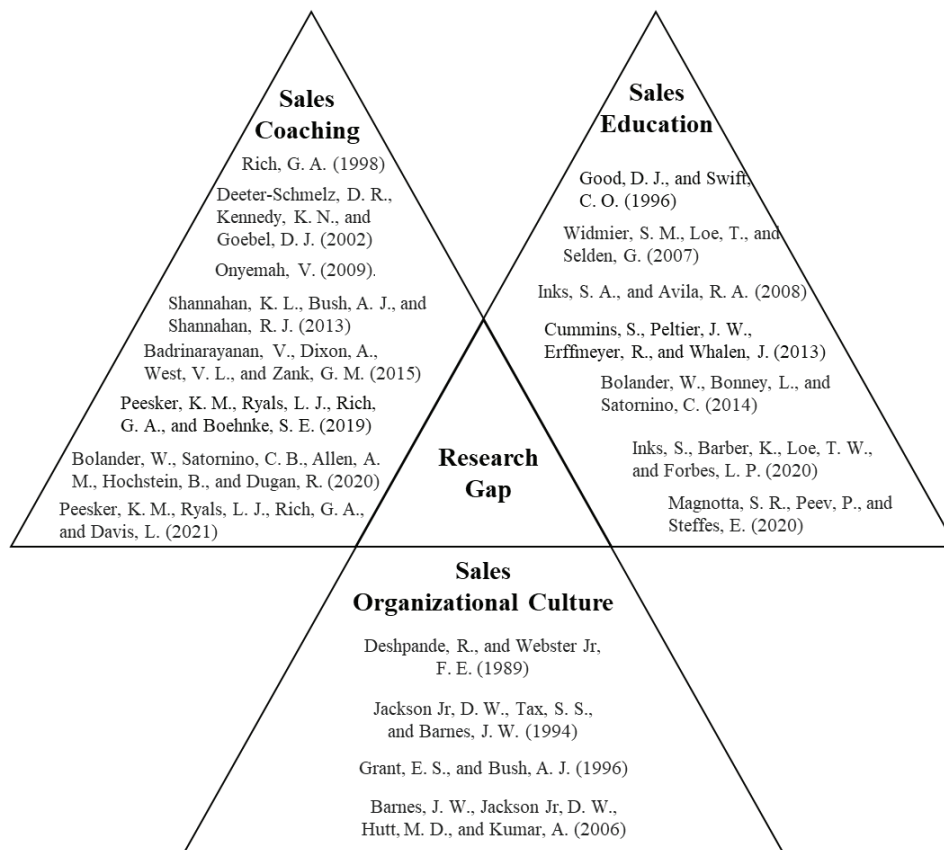 Sales
Coaching
Rich, G. A. (1998)
Deeter-Schmelz, D. R.,
Kennedy, K. N., and
Goebel, D. J. (2002)
Onyemah, V. (2009).
Shannahan, K. L., Bush, A. J., and
Shannahan, R. J. (2013)
Badrinarayanan, V., Dixon, A.,
West, V. L., and Zank, G. M. (2015)
Peesker, K. M., Ryals, L. J., Rich,
G. A., and Boehnke, S. E. (2019)
Bolander, W., Satornino, C. B., Allen, A.
M., Hochstein, B., and Dugan, R. (2020)
Peesker, K. M., Ryals, L. J., Rich, G. A.,
and Davis, L. (2021)
Sales
Education
Good, D. J., and Swift,
C. O. (1996)
Widmier, S. M., Loe, T., and
Selden, G. (2007)
Inks, S. A., and Avila, R. A. (2008)
Cummins, S., Peltier, J. W.,
Erffmeyer, R., and Whalen, J. (2013)
Bolander, W., Bonney, L., and
Satornino, C. (2014)
Inks, S., Barber, K., Loe, T. W.,
and Forbes, L. P. (2020)
Magnotta, S. R., Peev, P., and
Steffes, E. (2020)
Research
Gap
Sales
Organizational Culture
Deshpande, R., and Webster Jr,
F. E. (1989)
Jackson Jr, D. W., Tax, S. S.,
and Barnes, J. W. (1994)
Grant, E. S., and Bush, A. J. (1996)
Barnes, J. W., Jackson Jr, D. W.,
Hutt, M. D., and Kumar, A. (2006)